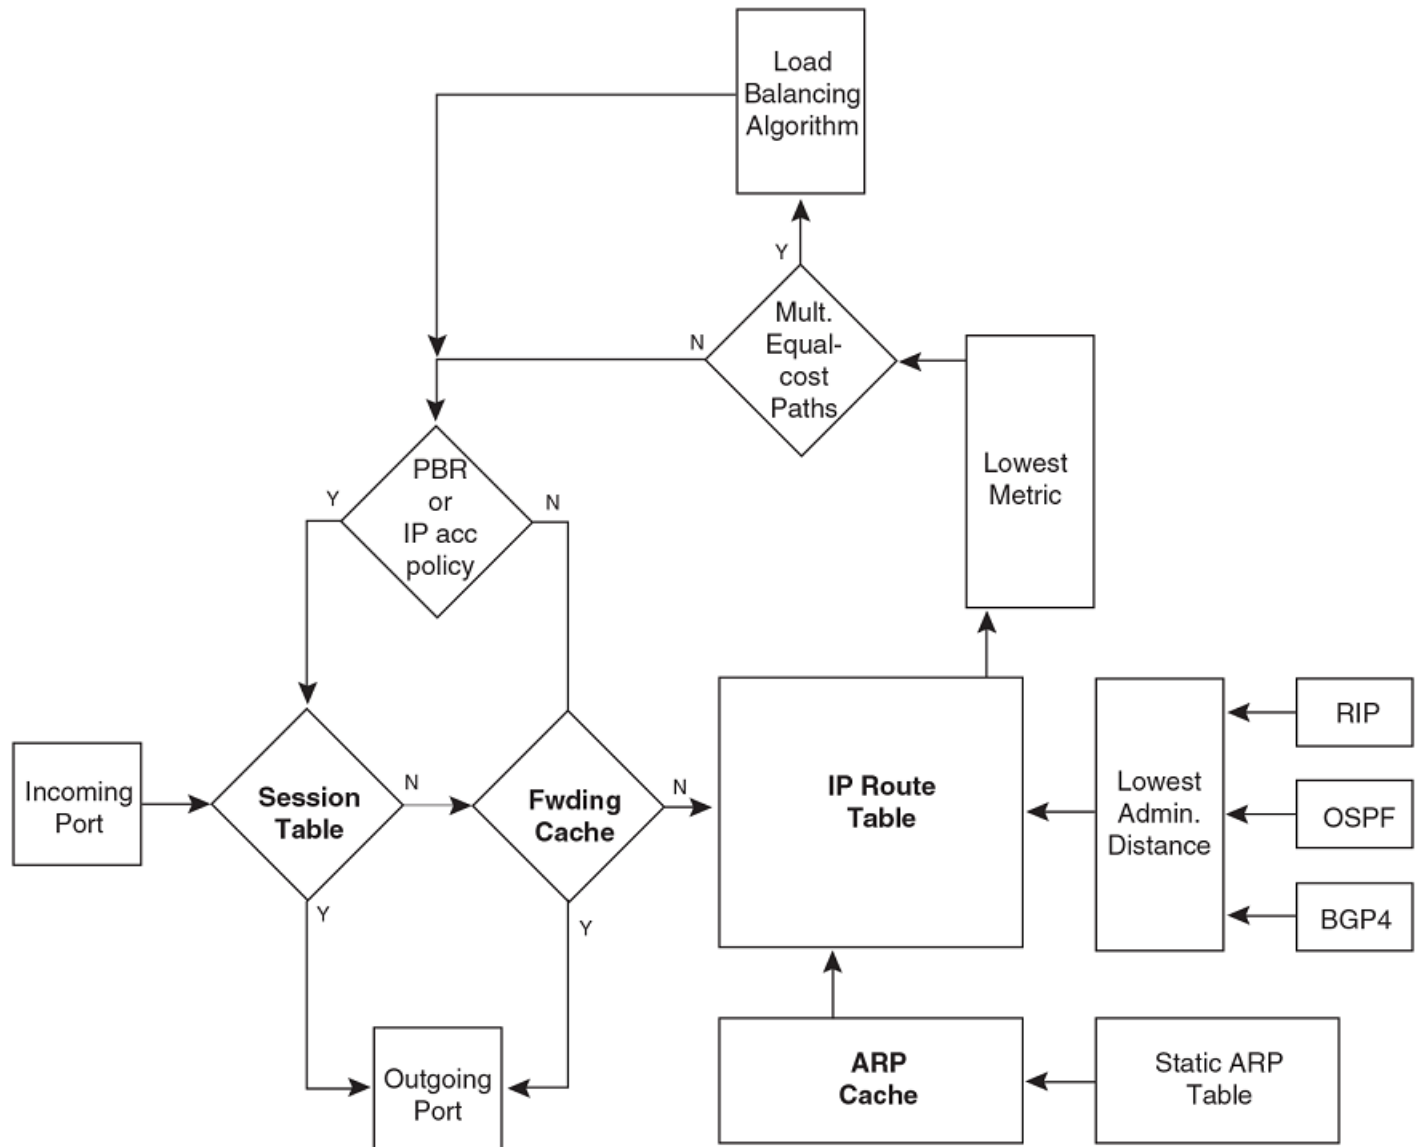 Load
Balancing
Algorithm
Y
Mult.
Equal-
cost
Paths
N
Lowest
Metric
PBR
or
IP acc
policy
Y
N
Incoming
Port
Session
Table
N
Y
Fwding
Cache
N
Y
IP Route
Table
Lowest
Admin.
Distance
RIP
OSPF
BGP4
Outgoing
Port
ARP
Cache
Static ARP
Table